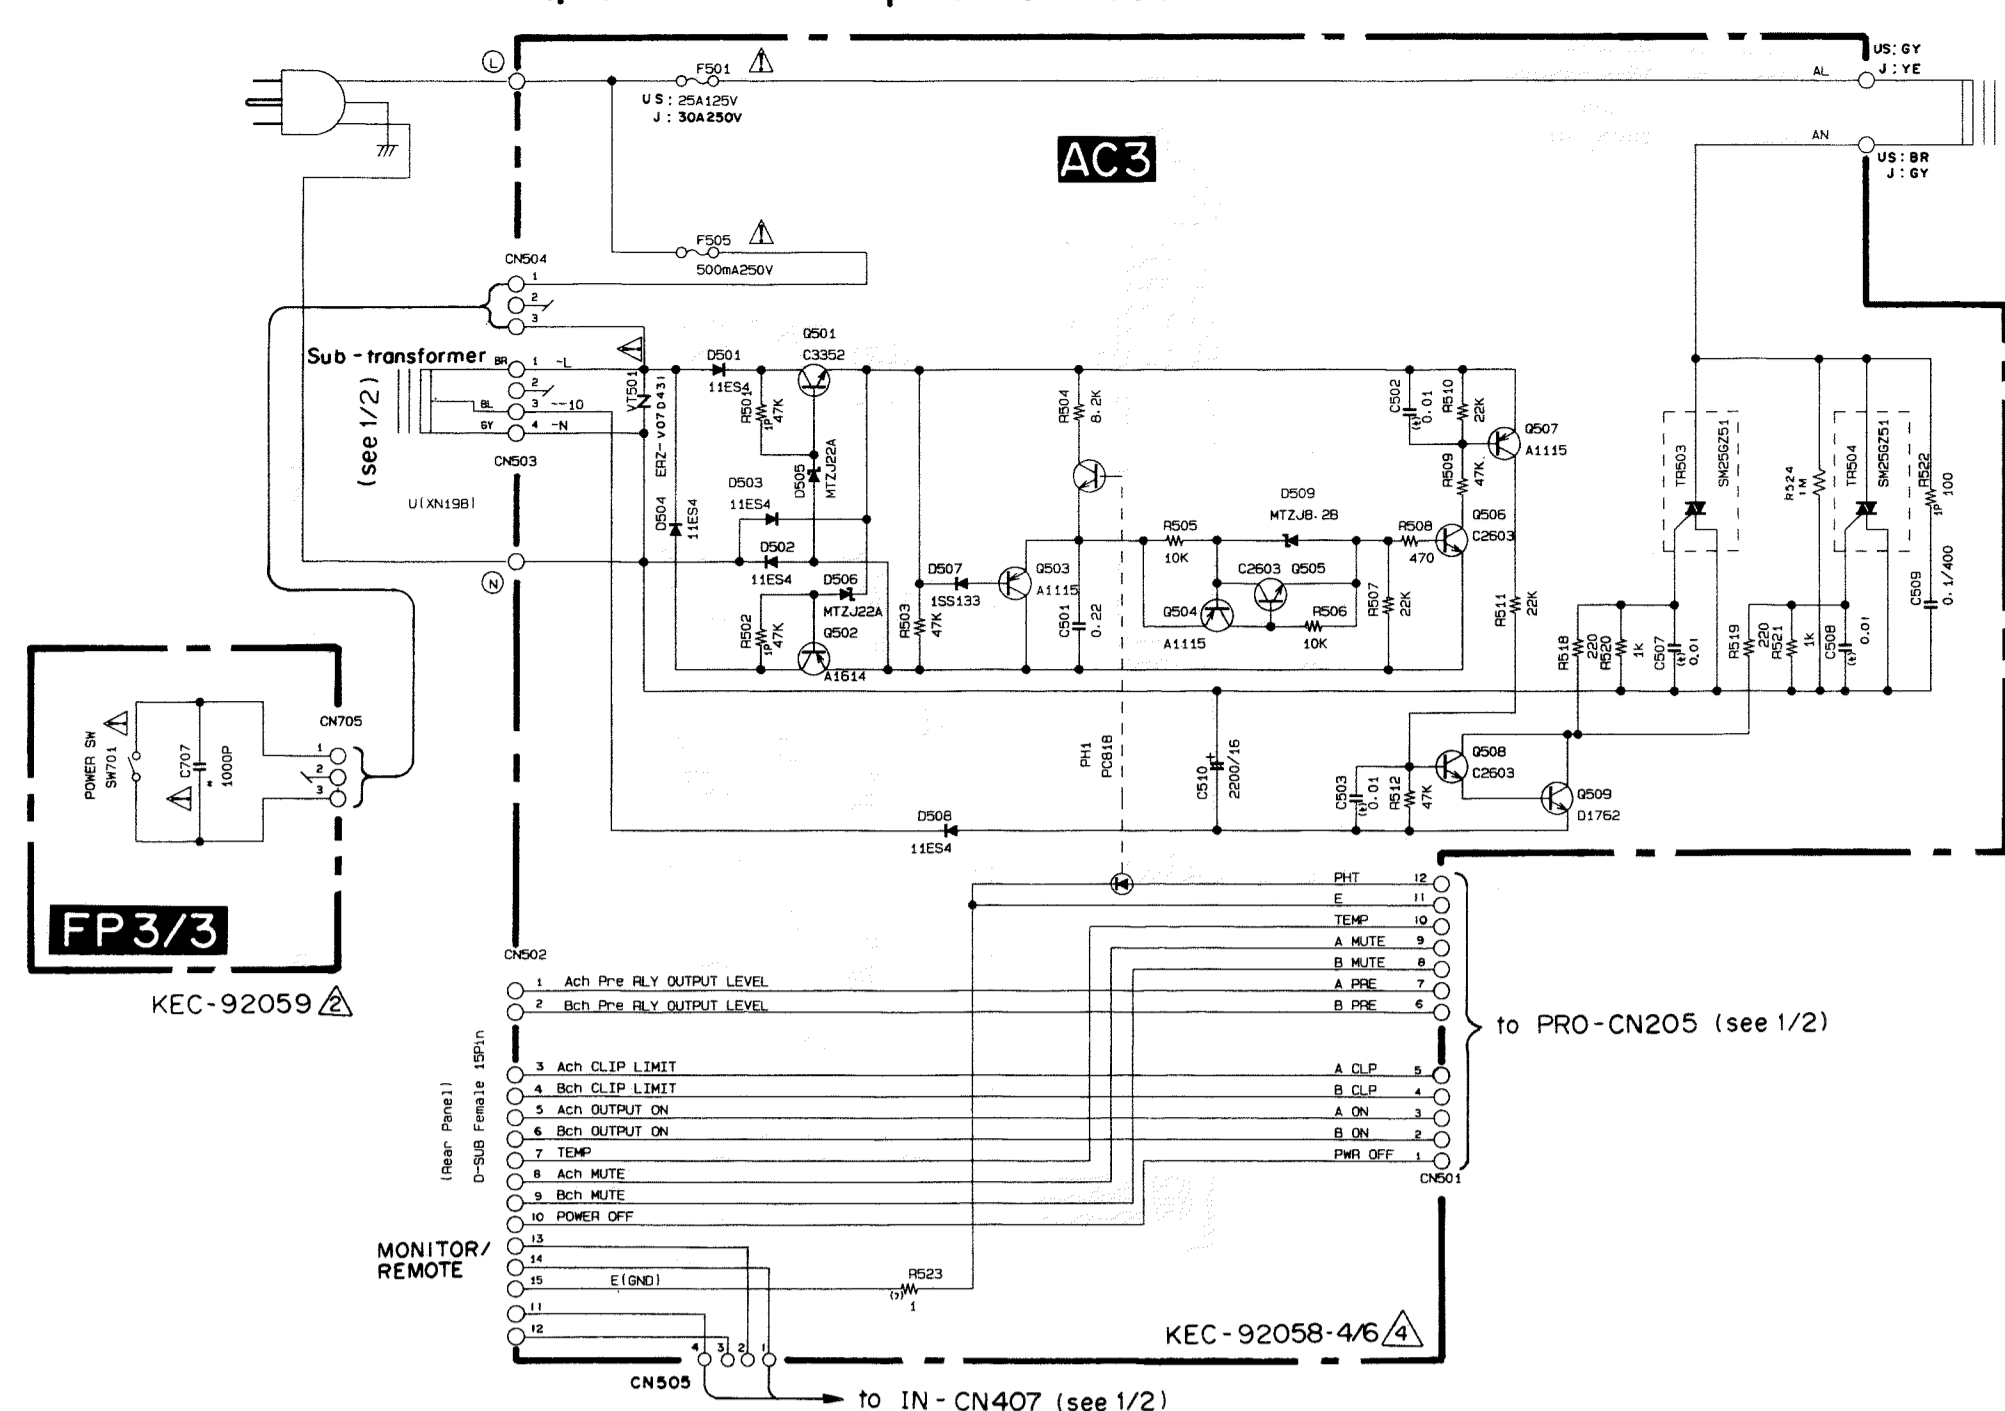 L
F501
US: 25A125V
J: 30A250V
AC3
AL
US: GY
J: YE
AN
US: BR
J: GY
F505
500mA250V
CN504
1
2
3
Sub-transformer
(see 1/2)
BR
BL
GY
1 ~L
2
3 --10
4 -N
CN503
U(XN198)
N
VT501
ERZ-V07D431
D501
11ES4
Q501
C3352
R501
1P
47K
D505
MTZJ22A
D503
11ES4
D504
11ES4
D502
11ES4
D506
MTZJ22A
R502
1P
47K
Q502
A1614
R503
47K
D507
1SS133
Q503
A1115
R504
8.2K
C501
0.22
R505
10K
D509
MTZJ8.2B
C2603
Q505
Q504
A1115
R506
10K
R507
22K
R508
470
Q506
C2603
C502
(t)
0.01
R510
22K
R509
47K
Q507
A1115
R511
22K
TR503
SM25GZ51
R524
1M
TR504
SM25GZ51
R522
1P
100
C509
0.1/400
R518
220
R520
1k
C507
(t)
0.01
R519
220
R521
1k
C508
(t)
0.01
PH1
PC818
C510
+
2200/16
C503
(t)
0.01
R512
47K
Q508
C2603
Q509
D1762
D508
11ES4
POWER SW
SW701
C707
*
1000P
CN705
1
2
3
FP3/3
KEC-92059 2
CN502
1 Ach Pre RLY OUTPUT LEVEL
2 Bch Pre RLY OUTPUT LEVEL
3 Ach CLIP LIMIT
4 Bch CLIP LIMIT
5 Ach OUTPUT ON
6 Bch OUTPUT ON
7 TEMP
8 Ach MUTE
9 Bch MUTE
10 POWER OFF
13
14
15 E(GND)
11
12
(Rear Panel)
D-SUB Female 15Pin
MONITOR/
REMOTE
R523
1
PHT 12
E 11
TEMP 10
A MUTE 9
B MUTE 8
A PRE 7
B PRE 6
A CLP 5
B CLP 4
A ON 3
B ON 2
PWR OFF 1
CN501
to PRO-CN205 (see 1/2)
KEC-92058-4/6 4
4 3 2 1
CN505
to IN-CN407 (see 1/2)